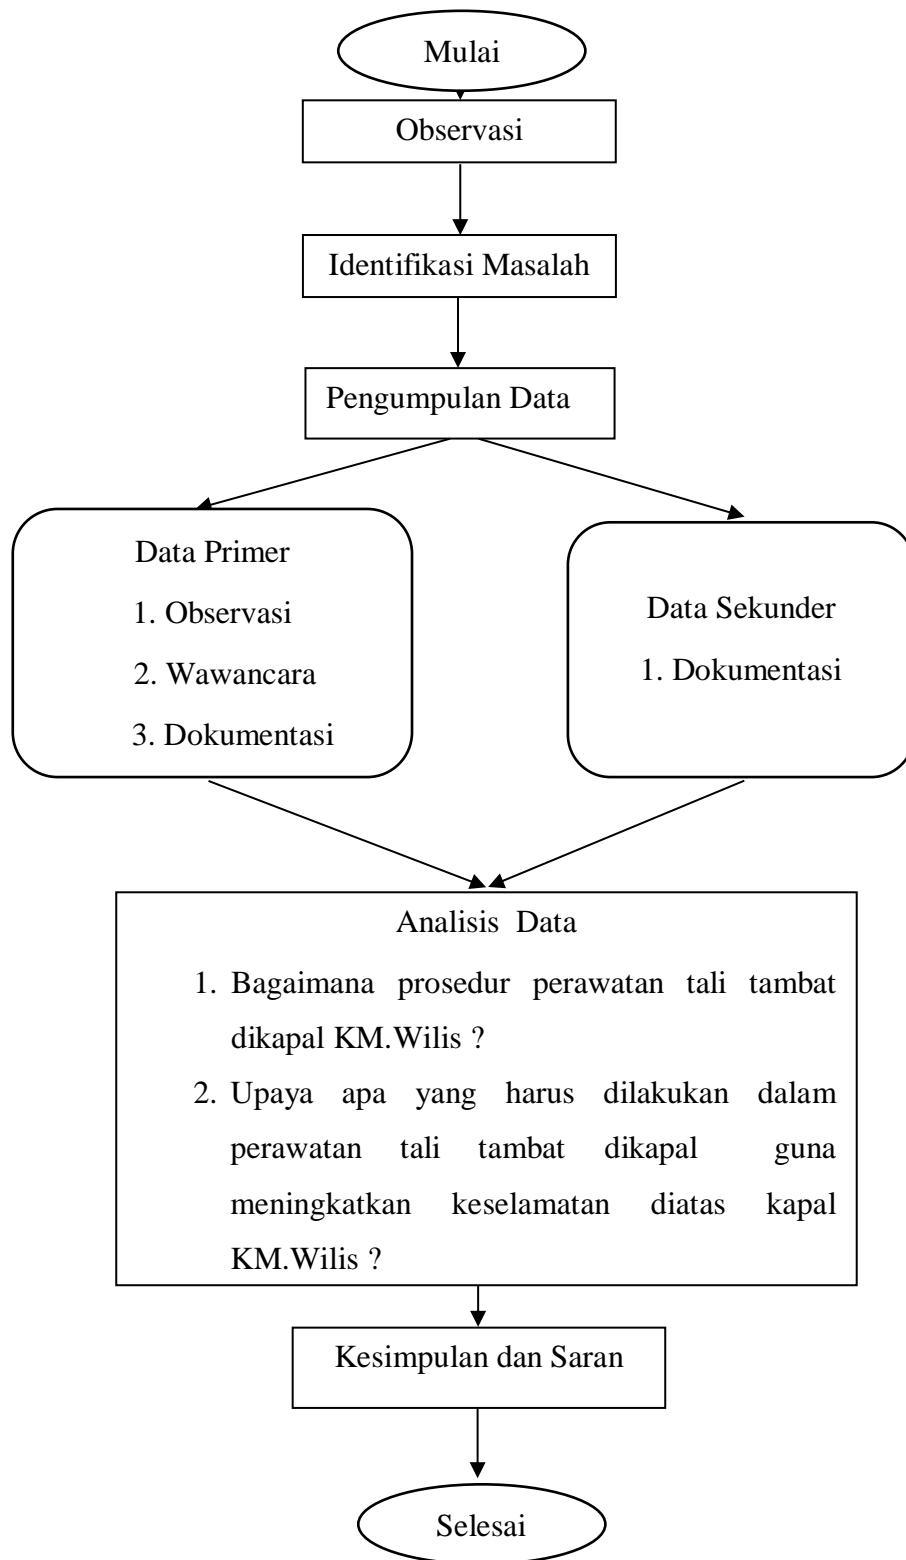 Mulai
Observasi
Identifikasi Masalah
Pengumpulan Data
Data Primer
1. Observasi
2. Wawancara
3. Dokumentasi
Data Sekunder
1. Dokumentasi
Analisis Data
1. Bagaimana prosedur perawatan tali tambat
dikapal KM.Wilis ?
2. Upaya apa yang harus dilakukan dalam
perawatan tali tambat dikapal guna
meningkatkan keselamatan diatas kapal
KM.Wilis ?
Kesimpulan dan Saran
Selesai